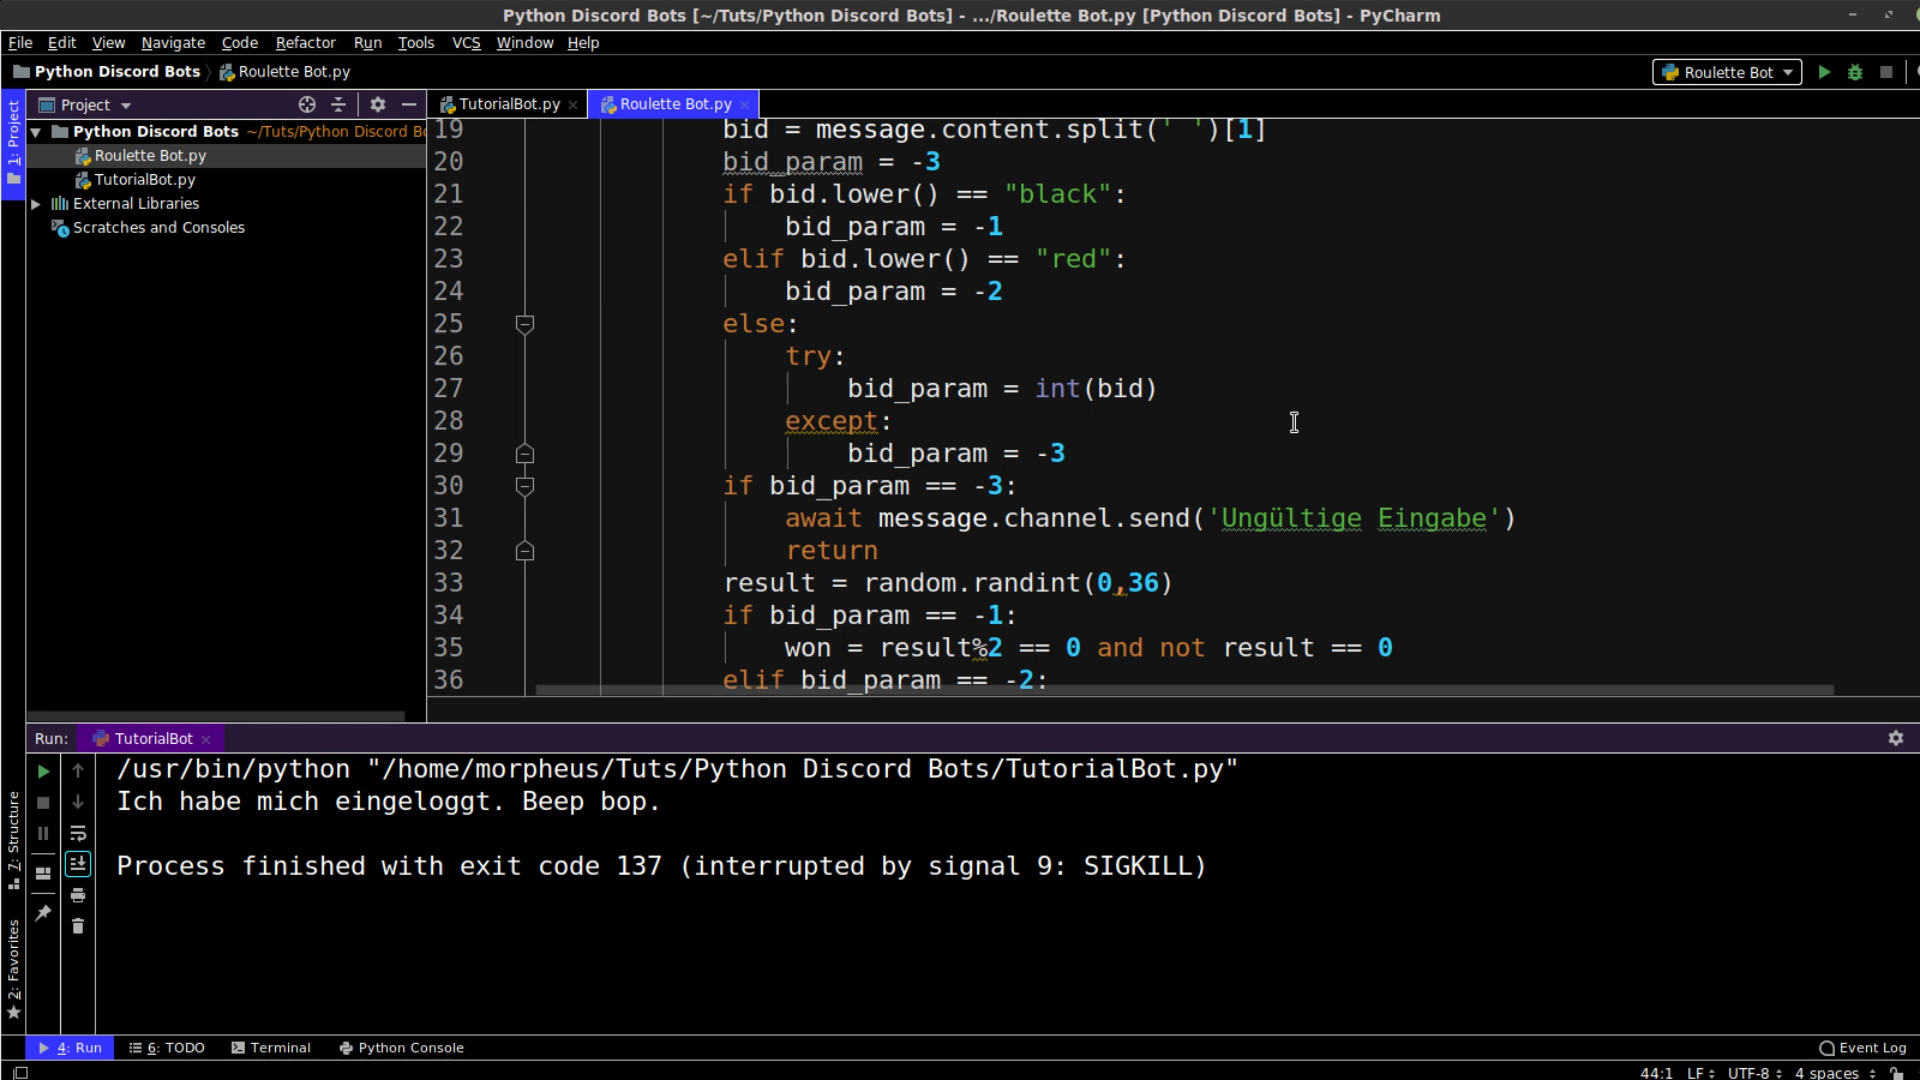 Python Discord Bots [~/Tuts/Python Discord Bots] - .../Roulette Bot.py [Python Discord Bots] - PyCharm
File Edit View Navigate Code Refactor Run Tools VCS Window Help
Python Discord Bots Roulette Bot.py Roulette Bot
Project TutorialBot.py Roulette Bot.py
1: Project
Python Discord Bots ~/Tuts/Python Discord Bo
Roulette Bot.py
TutorialBot.py
External Libraries
Scratches and Consoles
19 bid = message.content.split(' ')[1]
20 bid_param = -3
21 if bid.lower() == "black":
22 bid_param = -1
23 elif bid.lower() == "red":
24 bid_param = -2
25 else:
26 try:
27 bid_param = int(bid)
28 except:
29 bid_param = -3
30 if bid_param == -3:
31 await message.channel.send('Ungültige Eingabe')
32 return
33 result = random.randint(0,36)
34 if bid_param == -1:
35 won = result%2 == 0 and not result == 0
36 elif bid_param == -2:
Run: TutorialBot
/usr/bin/python "/home/morpheus/Tuts/Python Discord Bots/TutorialBot.py"
Ich habe mich eingeloggt. Beep bop.
Process finished with exit code 137 (interrupted by signal 9: SIGKILL)
7: Structure
2: Favorites
4: Run 6: TODO Terminal Python Console Event Log
44:1 LF UTF-8 4 spaces